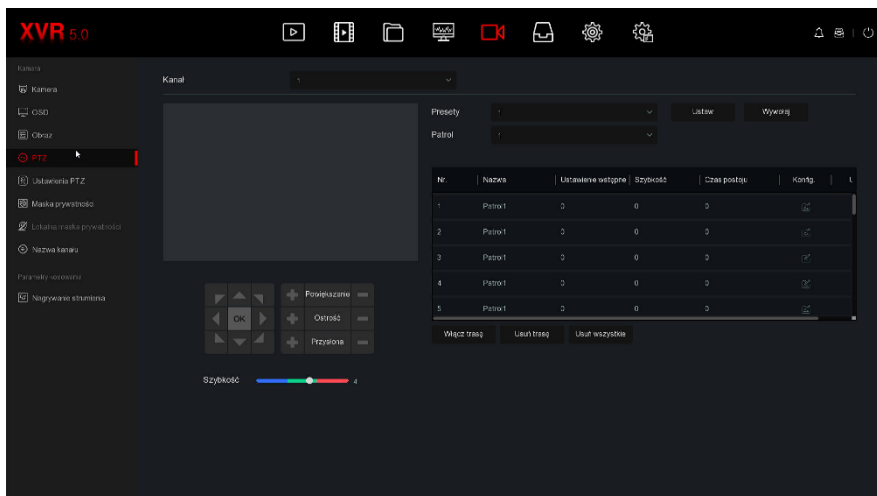 XVR 5.0
Kamera
Kamera
OSD
Obraz
PTZ
Ustawienia PTZ
Maska prywatności
Lokalna maska prywatności
Nazwa kanału
Parametry kodowania
Nagrywanie strumienia
Kanał 1
Presety 1 Ustaw Wywołaj
Patrol 1
Nr. Nazwa Ustawienie wstępne Szybkość Czas postoju Konfig. U
1 Patrol1 0 0 0
2 Patrol1 0 0 0
3 Patrol1 0 0 0
4 Patrol1 0 0 0
5 Patrol1 0 0 0
Włącz trasę Usuń trasę Usuń wszystkie
Powiększanie
OK Ostrość
Przysłona
Szybkość 4